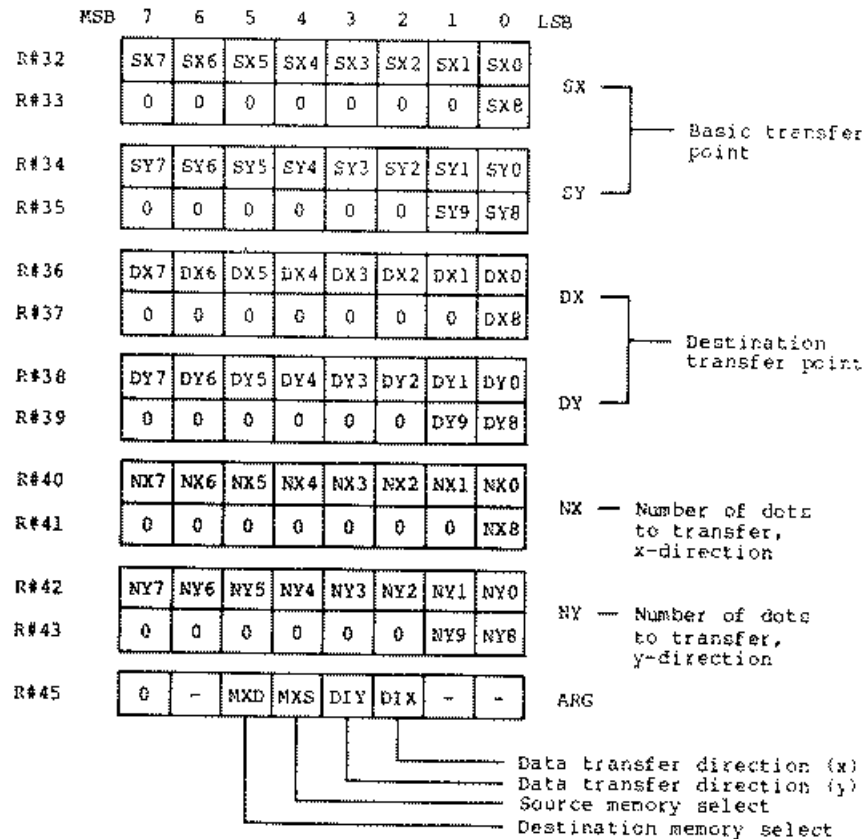 MSB 7 6 5 4 3 2 1 0 LSB
R#32 SX7 SX6 SX5 SX4 SX3 SX2 SX1 SX0
R#33 0 0 0 0 0 0 0 SX8
SX
Basic transfer
point
R#34 SY7 SY6 SY5 SY4 SY3 SY2 SY1 SY0
R#35 0 0 0 0 0 0 SY9 SY8
SY
R#36 DX7 DX6 DX5 DX4 DX3 DX2 DX1 DX0
R#37 0 0 0 0 0 0 0 DX8
DX
Destination
transfer point
R#38 DY7 DY6 DY5 DY4 DY3 DY2 DY1 DY0
R#39 0 0 0 0 0 0 DY9 DY8
DY
R#40 NX7 NX6 NX5 NX4 NX3 NX2 NX1 NX0
R#41 0 0 0 0 0 0 0 NX8
NX — Number of dots
to transfer,
x-direction
R#42 NY7 NY6 NY5 NY4 NY3 NY2 NY1 NY0
R#43 0 0 0 0 0 0 NY9 NY8
NY — Number of dots
to transfer,
y-direction
R#45 0 - MXD MXS DIY DIX - - ARG
Data transfer direction (x)
Data transfer direction (y)
Source memory select
Destination memory select